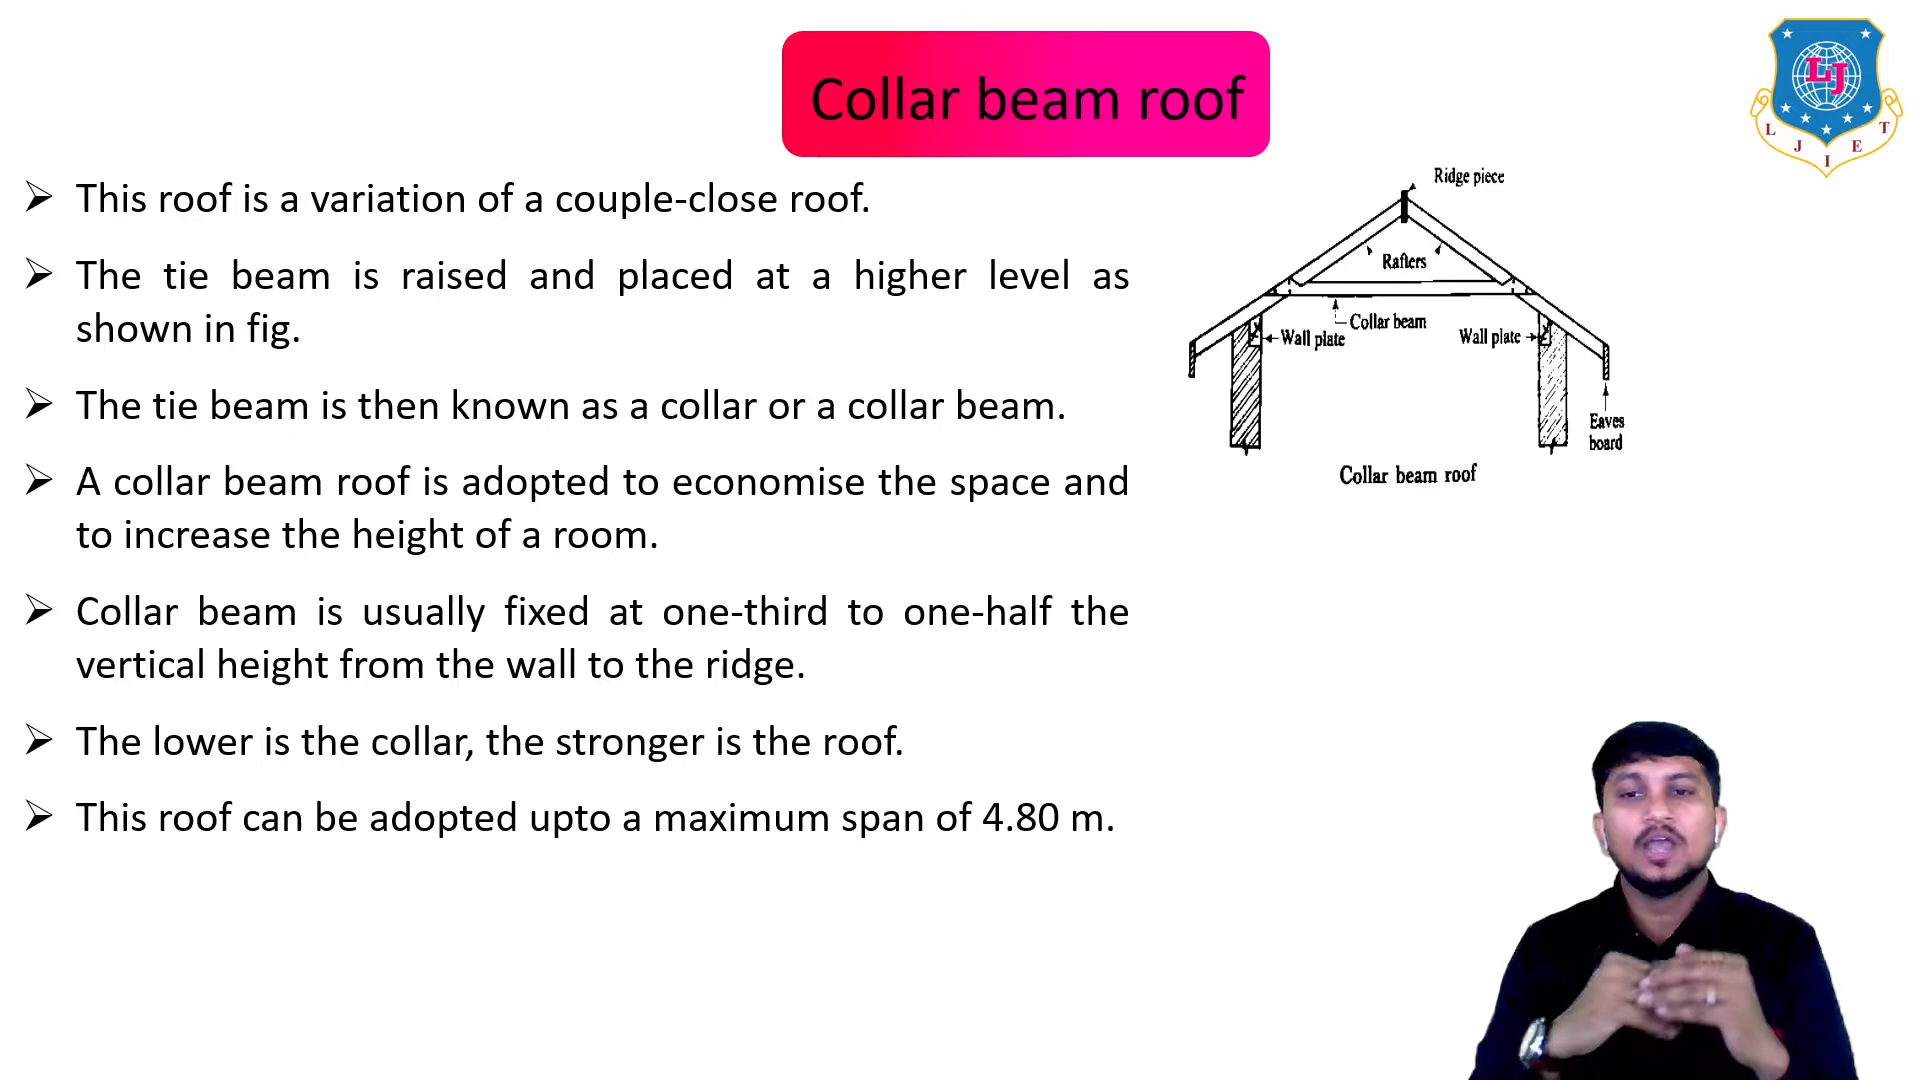 Collar beam roof
L J
L J I E T
➢ This roof is a variation of a couple-close roof.
➢ The tie beam is raised and placed at a higher level as
shown in fig.
➢ The tie beam is then known as a collar or a collar beam.
➢ A collar beam roof is adopted to economise the space and
to increase the height of a room.
➢ Collar beam is usually fixed at one-third to one-half the
vertical height from the wall to the ridge.
➢ The lower is the collar, the stronger is the roof.
➢ This roof can be adopted upto a maximum span of 4.80 m.
Ridge piece
Rafters
Collar beam
Wall plate
Wall plate
Eaves
board
Collar beam roof